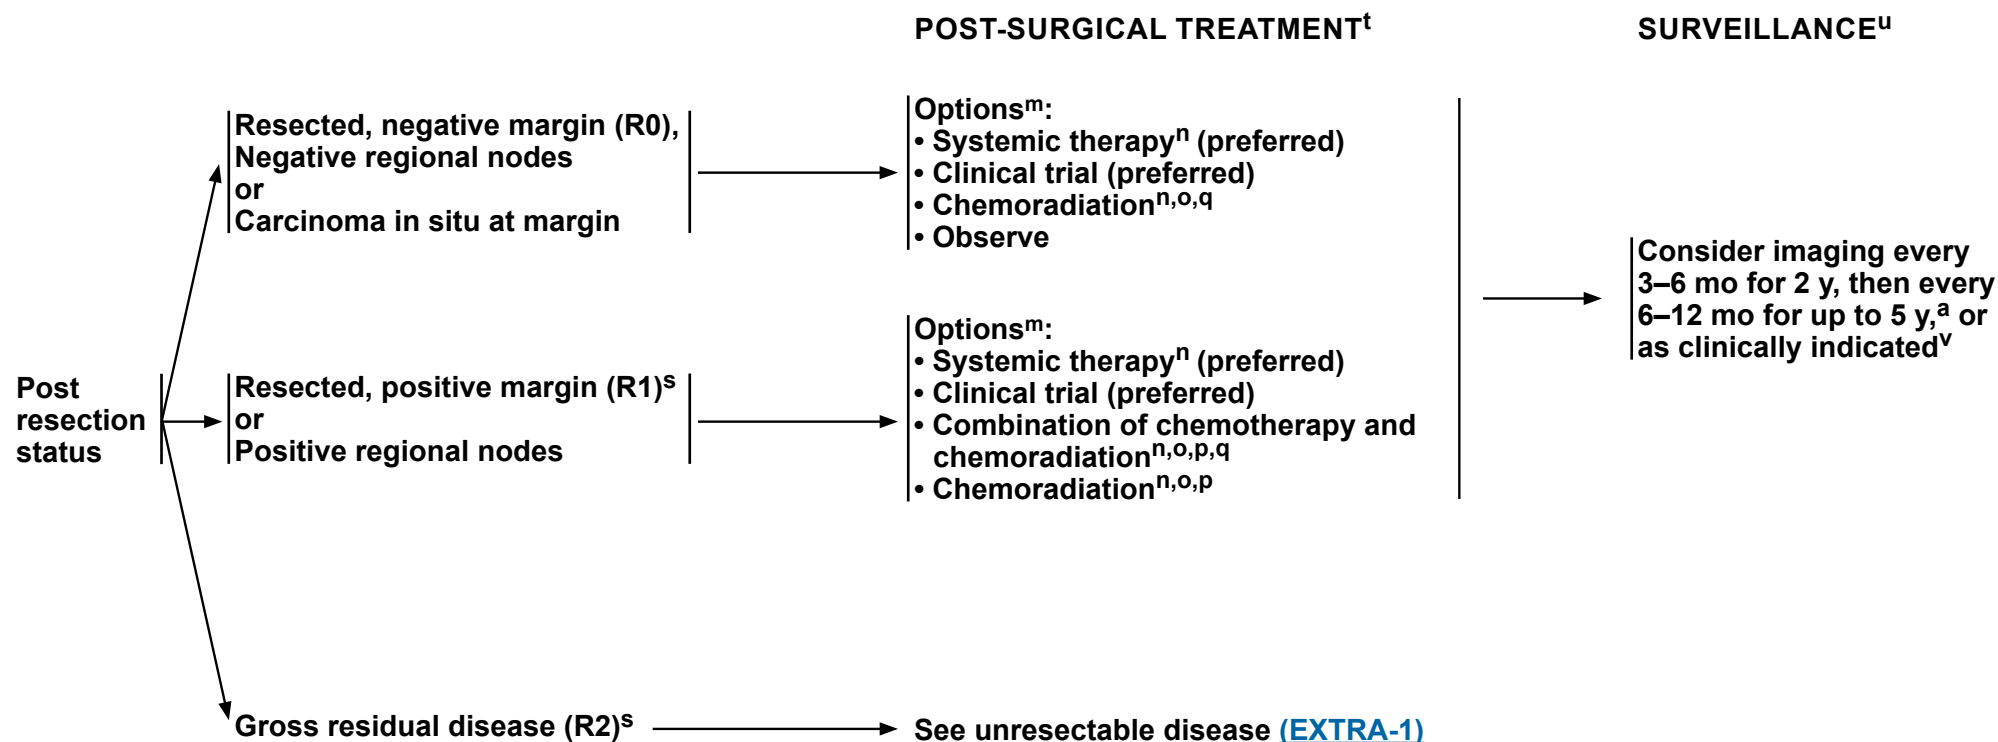 POST-SURGICAL TREATMENTᵗ
SURVEILLANCEᵘ
Post
resection
status
Resected, negative margin (R0),
Negative regional nodes
or
Carcinoma in situ at margin
Options ᵐ:
• Systemic therapyⁿ (preferred)
• Clinical trial (preferred)
• Chemoradiationⁿ,ᵒ,q
• Observe
Resected, positive margin (R1)ˢ
or
Positive regional nodes
Optionsᵐ:
• Systemic therapyⁿ (preferred)
• Clinical trial (preferred)
• Combination of chemotherapy and
chemoradiationⁿ,ᵒ,ᵖ,q
• Chemoradiationⁿ,ᵒ,ᵖ
Gross residual disease (R2)ˢ
See unresectable disease (EXTRA-1)
Consider imaging every
3–6 mo for 2 y, then every
6–12 mo for up to 5 y,ᵃ or
as clinically indicatedᵛ